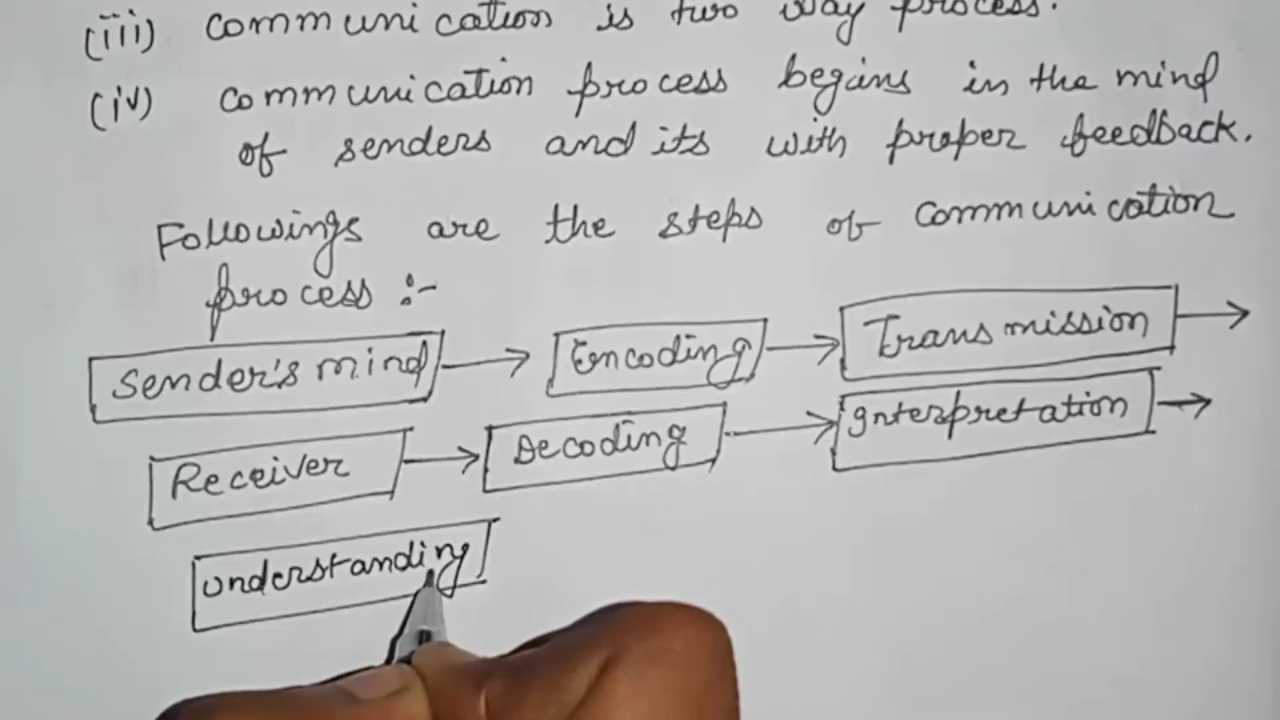 (iii) communication is two way process.
(iv) communication process begins in the mind
of senders and its with proper feedback.
Followings are the steps of communication
process :-
Sender's mind → Encoding → Transmission →
Receiver → Decoding → Interpretation →
understanding